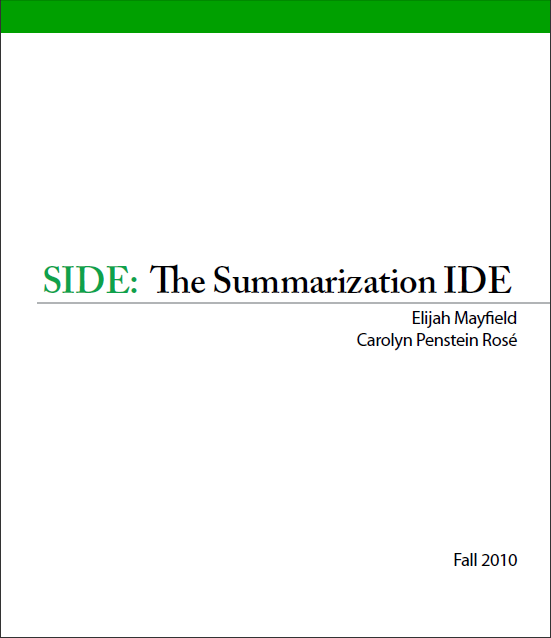 SIDE: The Summarization IDE
Elijah Mayfield
Carolyn Penstein Rosé
Fall 2010